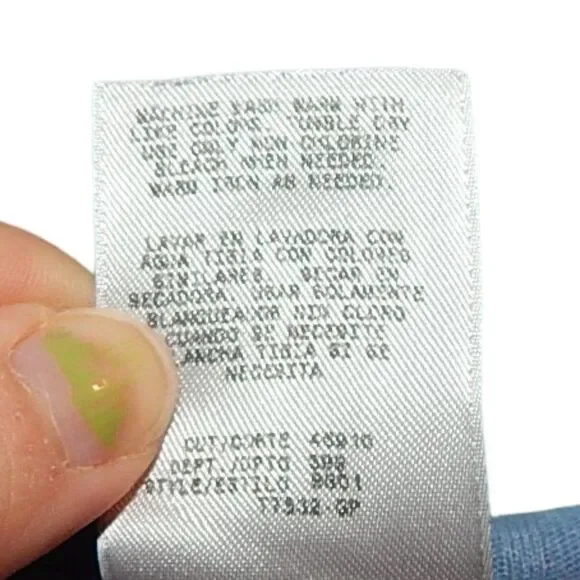 MACHINE WASH WARM WITH
LIKE COLORS. TUMBLE DRY
USE ONLY NON CHLORINE
BLEACH WHEN NEEDED.
WARM IRON AS NEEDED.
LAVAR EN LAVADORA CON
AGUA TIBIA CON COLORES
SIMILARES. SECAR EN
SECADORA. USAR SOLAMENTE
BLANQUEADOR SIN CLORO
CUANDO SE NECESITE
PLANCHA TIBIA SI SE
NECESITA
CUT/CORTE
DEPT./DPTO
STYLE/ESTILO